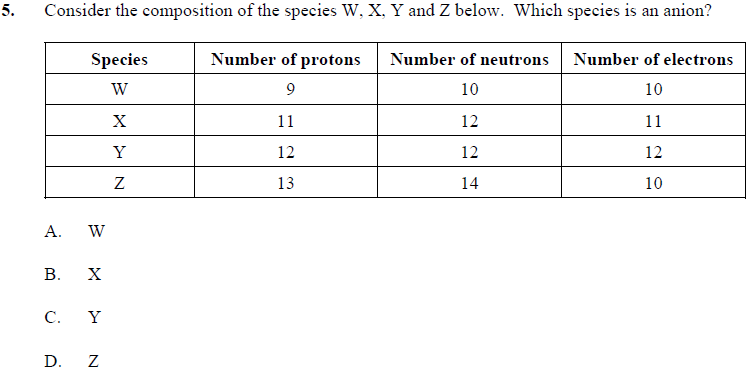 5. Consider the composition of the species W, X, Y and Z below. Which species is an anion?
Species Number of protons Number of neutrons Number of electrons
W 9 10 10
X 11 12 11
Y 12 12 12
Z 13 14 10
A. W
B. X
C. Y
D. Z